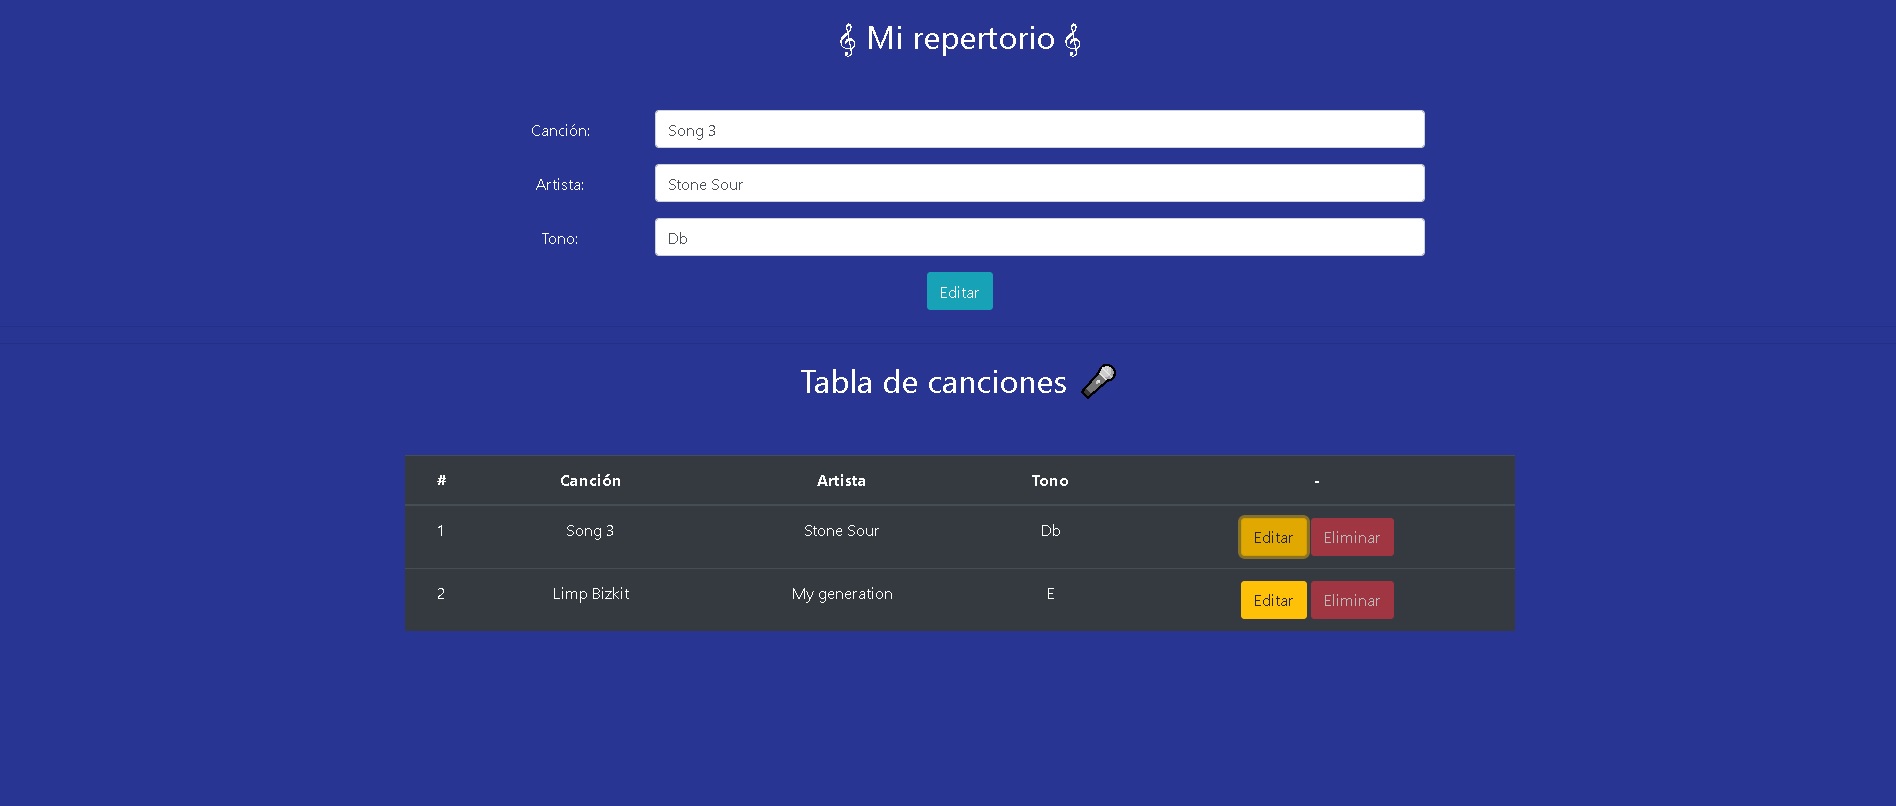 𝄞 Mi repertorio 𝄞
Canción: Song 3
Artista: Stone Sour
Tono: Db
Editar
Tabla de canciones 🎤
# Canción Artista Tono -
1 Song 3 Stone Sour Db Editar Eliminar
2 Limp Bizkit My generation E Editar Eliminar